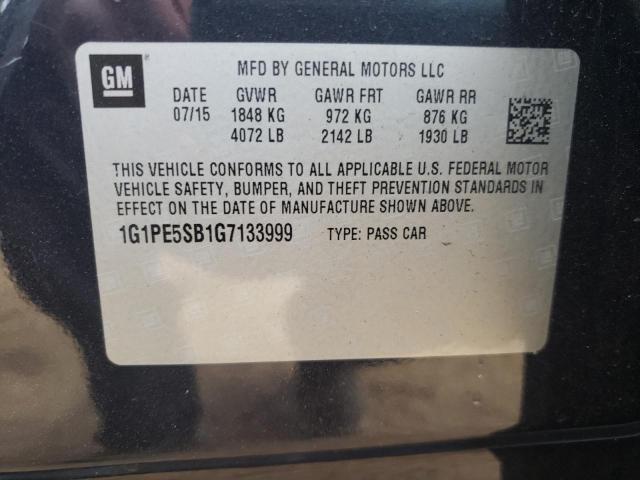 GM
MFD BY GENERAL MOTORS LLC
DATE GVWR GAWR FRT GAWR RR
07/15 1848 KG 972 KG 876 KG
4072 LB 2142 LB 1930 LB
THIS VEHICLE CONFORMS TO ALL APPLICABLE U.S. FEDERAL MOTOR
VEHICLE SAFETY, BUMPER, AND THEFT PREVENTION STANDARDS IN
EFFECT ON THE DATE OF MANUFACTURE SHOWN ABOVE.
1G1PE5SB1G7133999 TYPE: PASS CAR